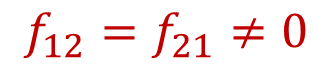 f₁₂ = f₂₁ ≠ 0